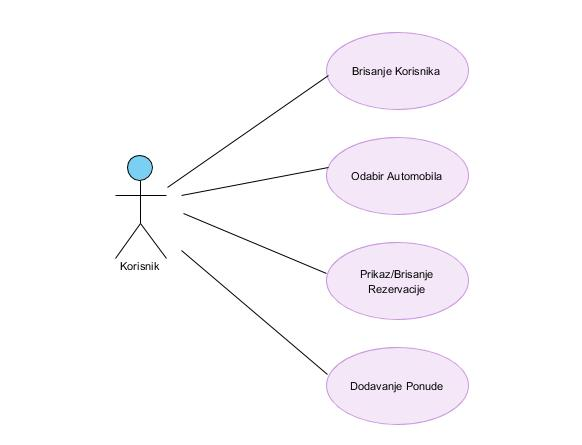 Brisanje Korisnika
Odabir Automobila
Korisnik
Prikaz/Brisanje
Rezervacije
Dodavanje Ponude